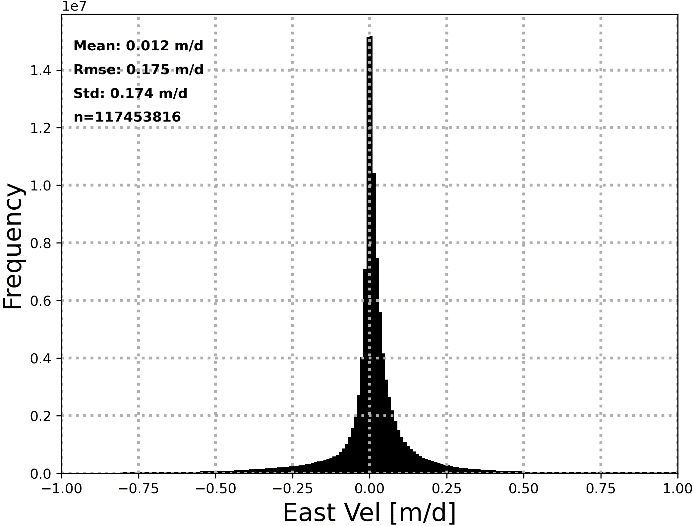 1e7
Mean: 0.012 m/d
Rmse: 0.175 m/d
Std: 0.174 m/d
n=117453816
1.4
1.2
1.0
0.8
0.6
0.4
0.2
0.0
Frequency
−1.00 −0.75 −0.50 −0.25 0.00 0.25 0.50 0.75 1.00
East Vel [m/d]